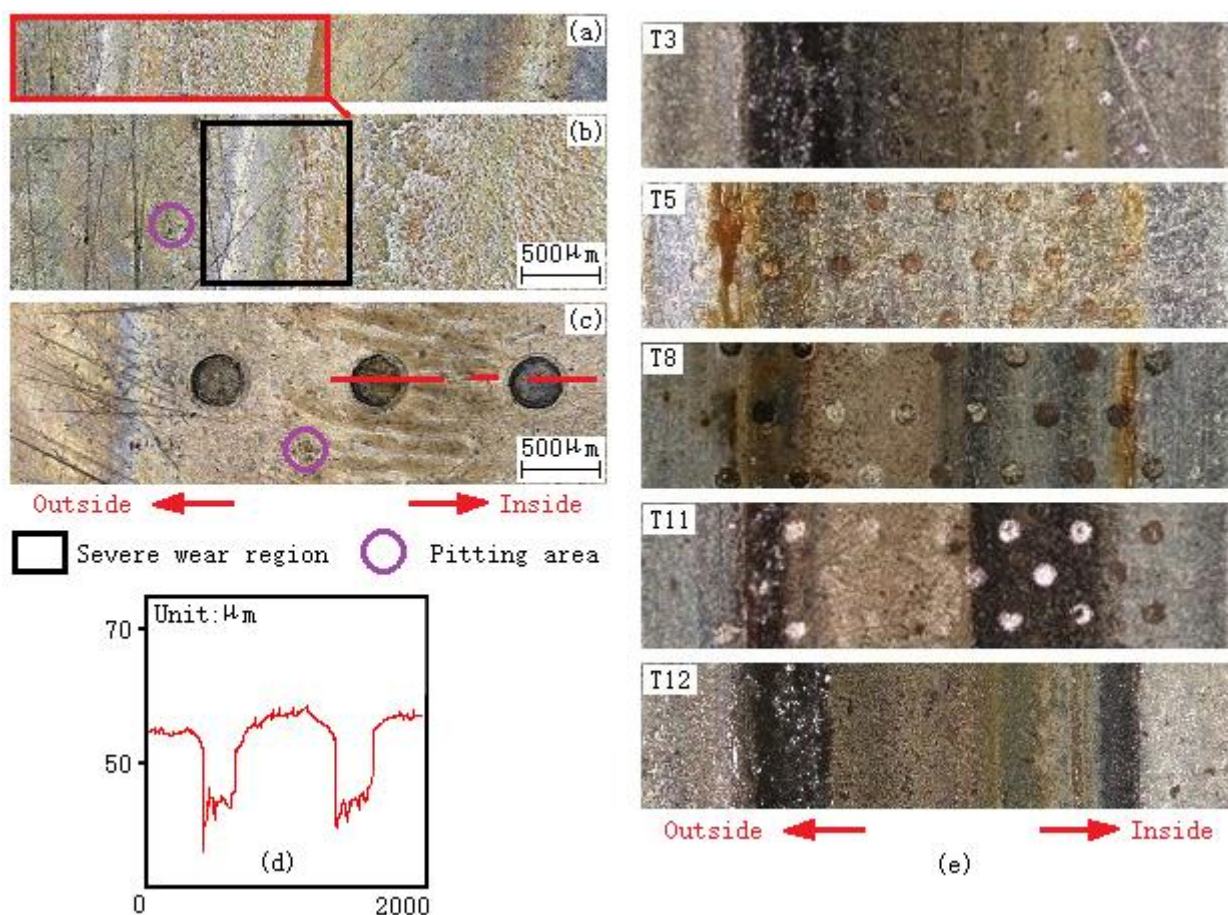 (a)
(b)
500μm
(c)
500μm
Outside
Inside
Severe wear region
Pitting area
Unit:μm
70
50
(d)
0
2000
T3
T5
T8
T11
T12
Outside
Inside
(e)